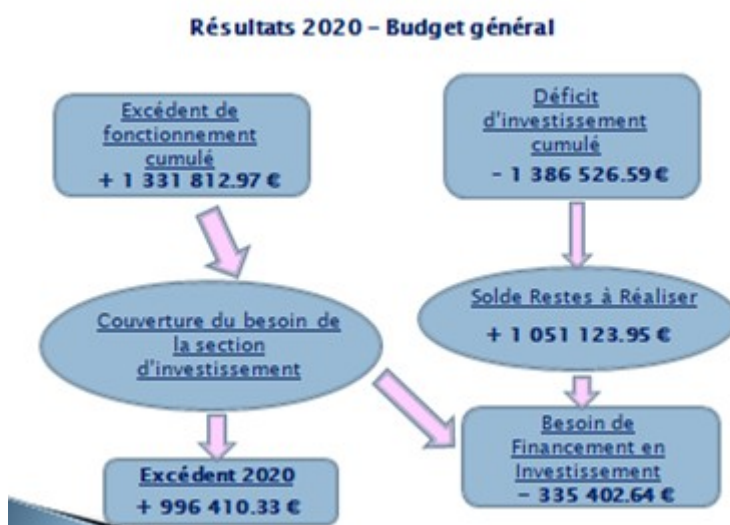 Résultats 2020 – Budget général
Excédent de
fonctionnement
cumulé
+ 1 331 812.97 €
Déficit
d'investissement
cumulé
– 1 386 526.59 €
Couverture du besoin de
la section
d'investissement
Solde Restes à Réaliser
+ 1 051 123.95 €
Excédent 2020
+ 996 410.33 €
Besoin de
Financement en
Investissement
– 335 402.64 €